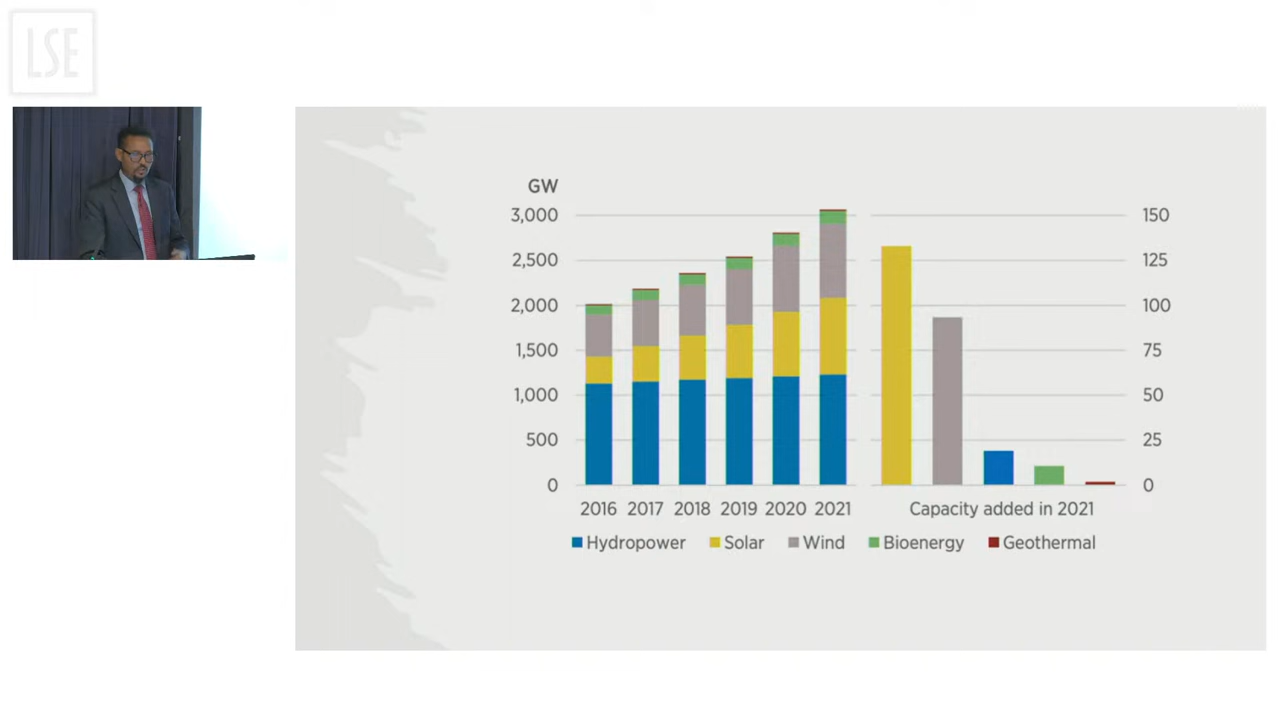 LSE
GW
3,000
2,500
2,000
1,500
1,000
500
0
150
125
100
75
50
25
0
2016 2017 2018 2019 2020 2021
Capacity added in 2021
Hydropower Solar Wind Bioenergy Geothermal